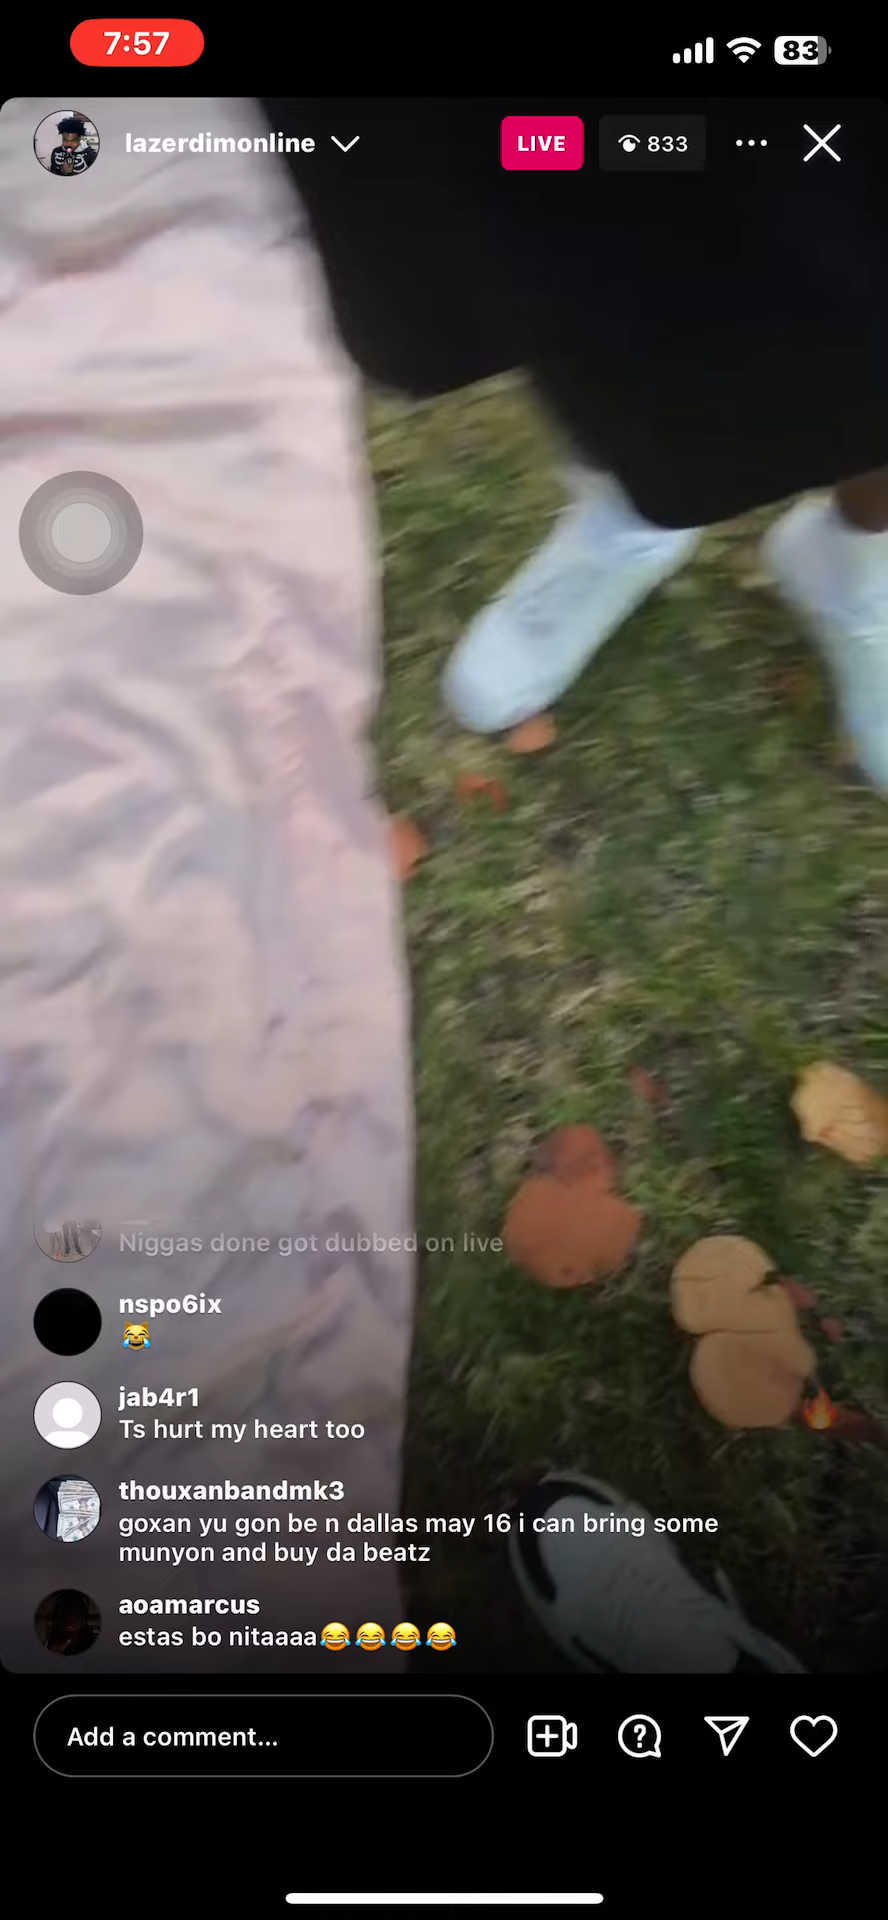 7:57
83
lazerdimonline
LIVE
833
Niggas done got dubbed on live
nspo6ix
😹
jab4r1
Ts hurt my heart too
thouxanbandmk3
goxan yu gon be n dallas may 16 i can bring some
munyon and buy da beatz
aoamarcus
estas bo nitaaaa😂😂😂😂
Add a comment...